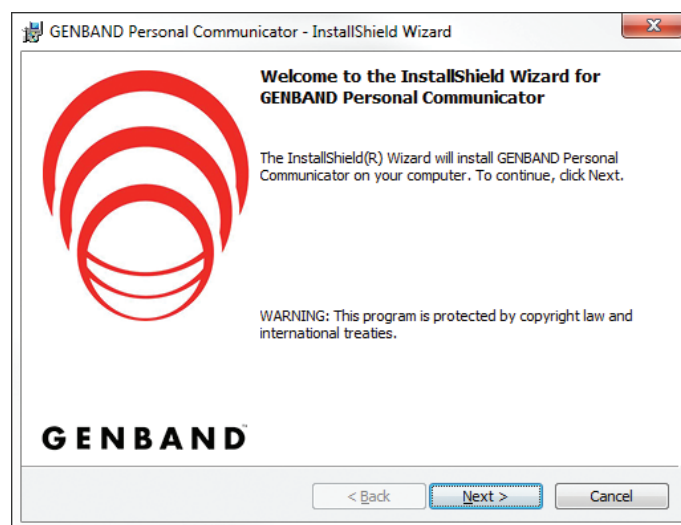 GENBAND Personal Communicator - InstallShield Wizard
x
Welcome to the InstallShield Wizard for
GENBAND Personal Communicator
The InstallShield(R) Wizard will install GENBAND Personal
Communicator on your computer. To continue, click Next.
WARNING: This program is protected by copyright law and
international treaties.
GENBAND™
< Back
Next >
Cancel